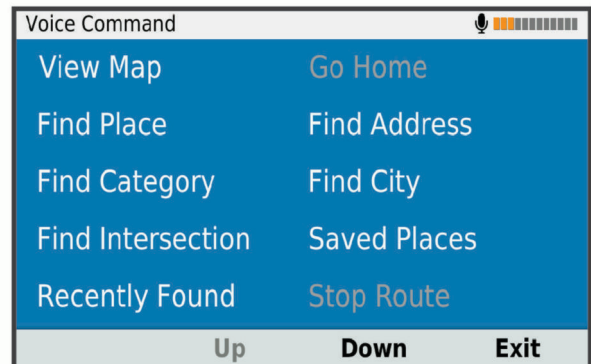 Voice Command
View Map Go Home
Find Place Find Address
Find Category Find City
Find Intersection Saved Places
Recently Found Stop Route
Up Down Exit